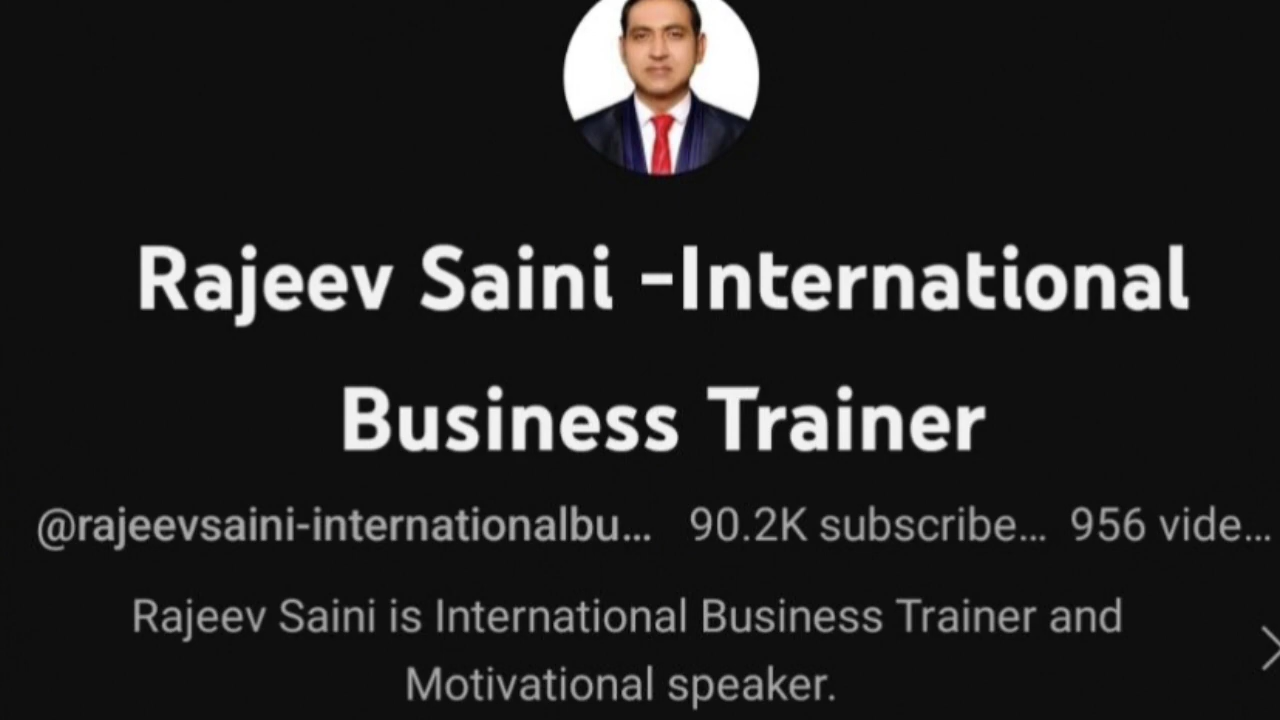 Rajeev Saini -International
Business Trainer
@rajeevsaini-internationalbu... 90.2K subscribe... 956 vide...
Rajeev Saini is International Business Trainer and
Motivational speaker.